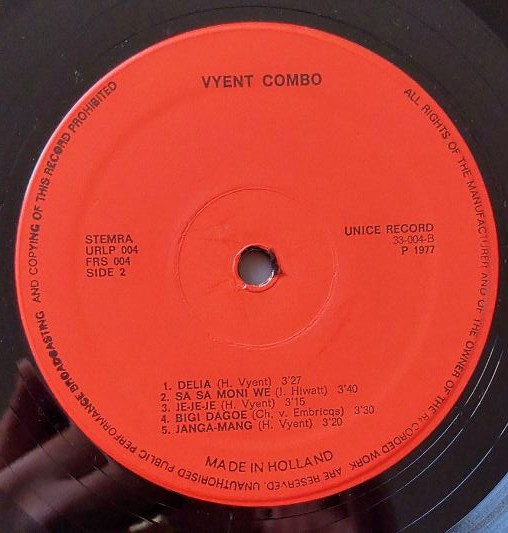 VYENT COMBO
ALL RIGHTS OF THE MANUFACTURER AND OF THE OWNER OF THE RECORDED WORK ARE RESERVED. UNAUTHORISED PUBLIC PERFORMANCE BROADCASTING AND COPYING OF THIS RECORD PROHIBITED
STEMRA
URLP 004
FRS 004
SIDE 2
UNICE RECORD
33-004-B
P 1977
1. DELIA (H. Vyent) 3'27
2. SA SA MONI WE (J. Hlwatt) 3'40
3. JE-JE-JE (H. Vyent) 3'15
4. BIGI DAGOE (Ch. v. Embricqs) 3'30
5. JANGA-MANG (H. Vyent) 3'20
MADE IN HOLLAND